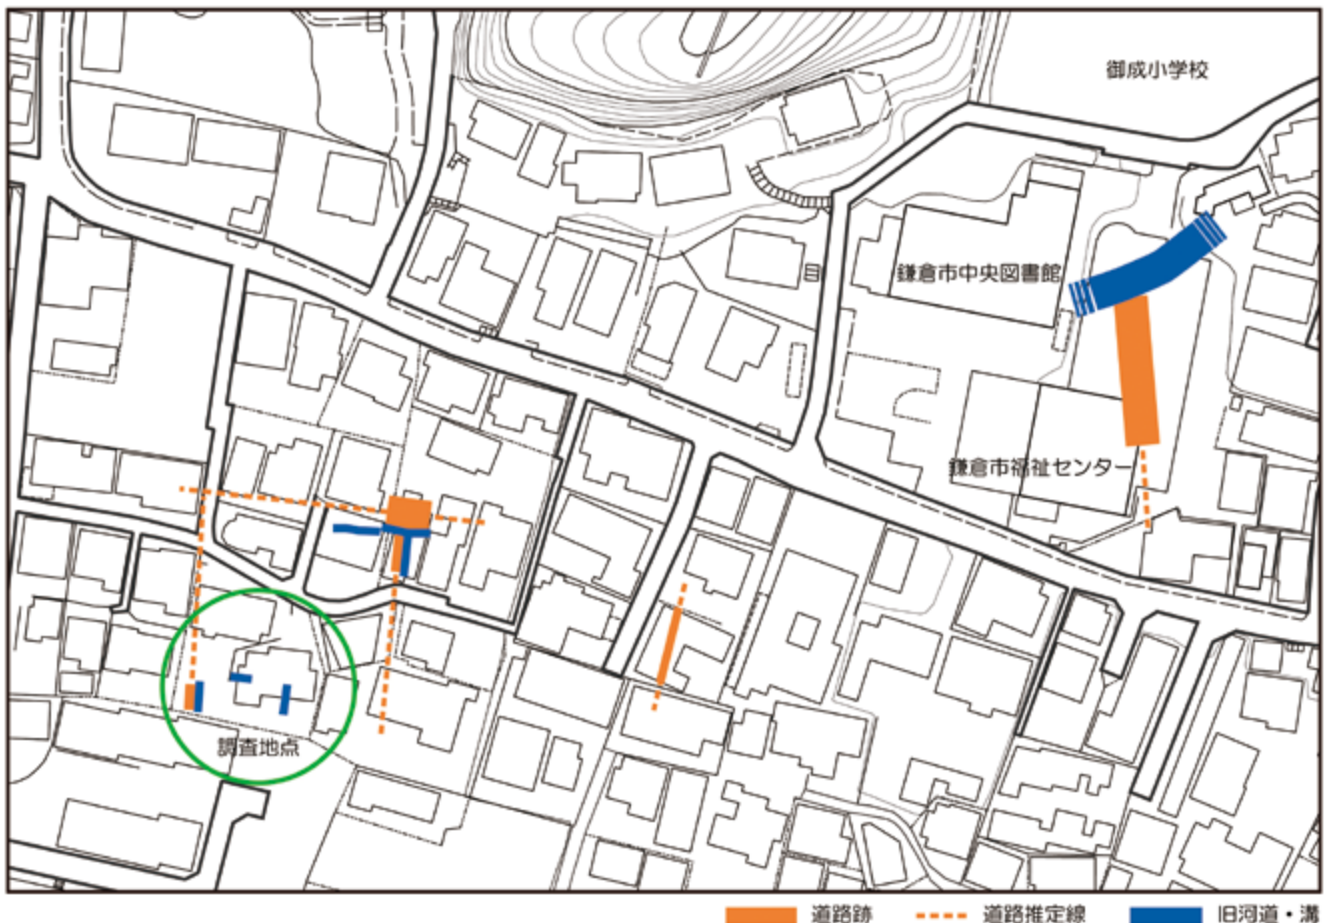 御成小学校
鎌倉市中央図書館
鎌倉市福祉センター
調査地点
道路跡
道路推定線
旧河道・溝